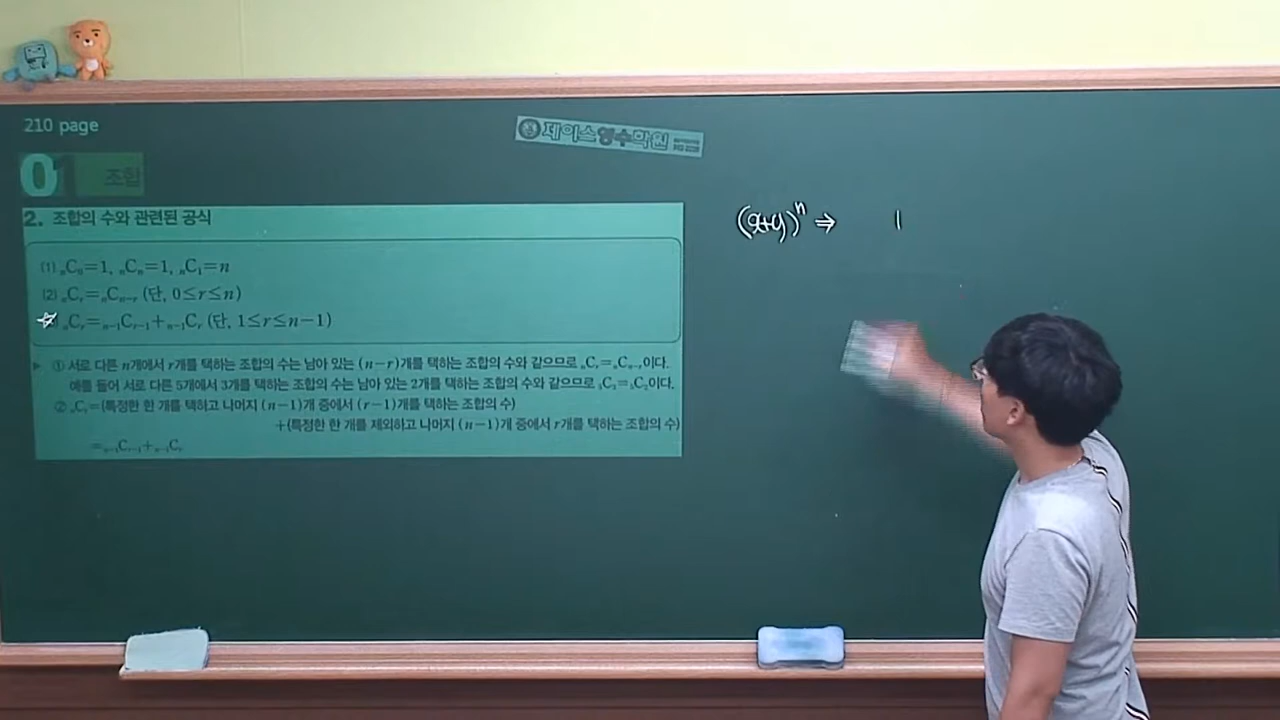 210 page
제이스영수학원
01 조합
2. 조합의 수와 관련된 공식
(1) ₙC₀=1, ₙCₙ=1, ₙC₁=n
(2) ₙCᵣ=ₙCₙ₋ᵣ (단, 0≤r≤n)
☆ ₙCᵣ=ₙ₋₁Cᵣ₋₁+ₙ₋₁Cᵣ (단, 1≤r≤n-1)
▶ ① 서로 다른 n개에서 r개를 택하는 조합의 수는 남아 있는 (n-r)개를 택하는 조합의 수와 같으므로 ₙCᵣ=ₙCₙ₋ᵣ이다.
예를 들어 서로 다른 5개에서 3개를 택하는 조합의 수는 남아 있는 2개를 택하는 조합의 수와 같으므로 ₅C₃=₅C₂이다.
② ₙCᵣ=(특정한 한 개를 택하고 나머지 (n-1)개 중에서 (r-1)개를 택하는 조합의 수)
+(특정한 한 개를 제외하고 나머지 (n-1)개 중에서 r개를 택하는 조합의 수)
=ₙ₋₁Cᵣ₋₁+ₙ₋₁Cᵣ
(x+y)ⁿ ⇒ 1